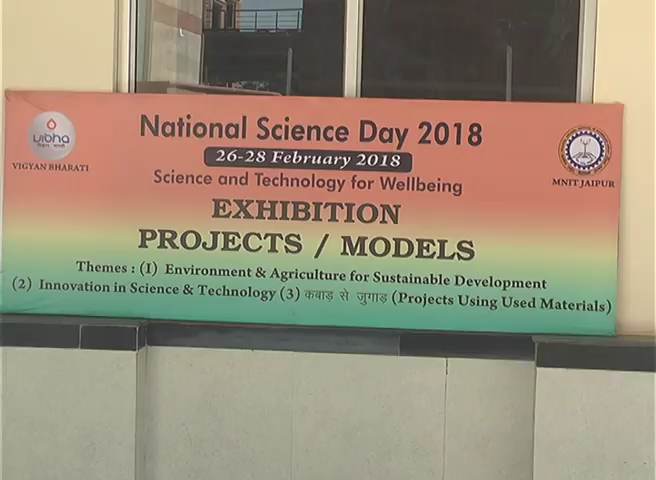 National Science Day 2018
26-28 February 2018
Science and Technology for Wellbeing
EXHIBITION
PROJECTS / MODELS
Themes : (1) Environment & Agriculture for Sustainable Development
(2) Innovation in Science & Technology (3) कबाड़ से जुगाड़ (Projects Using Used Materials)
vibha
VIGYAN BHARATI
MNIT JAIPUR